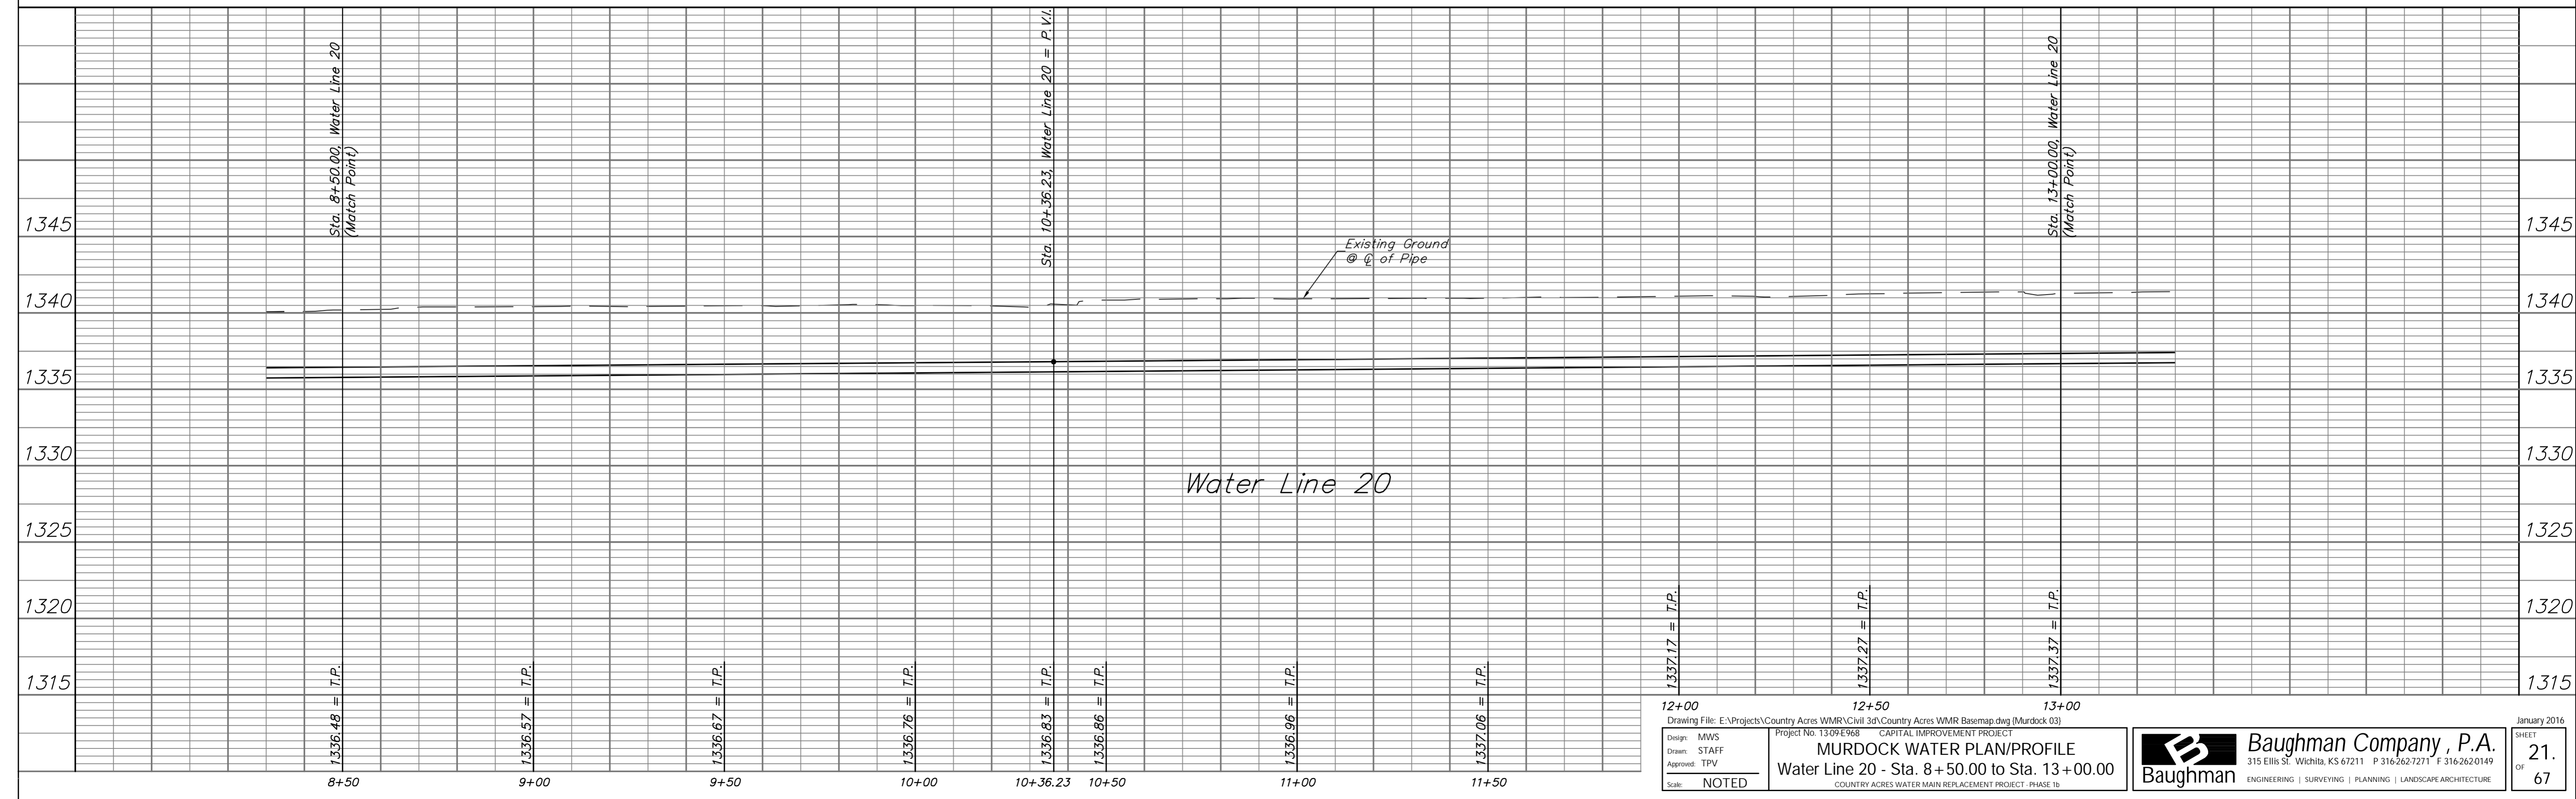 Sta. 8+50.00, Water Line 20
(Match Point)
Sta. 10+36.23, Water Line 20 = P.V.I.
Sta. 13+00.00, Water Line 20
(Match Point)
1345
1345
Existing Ground
@ ℄ of Pipe
1340
1340
1335
1335
1330
1330
Water Line 20
1325
1325
1320
1320
1315
1315
1336.48 = T.P.
1336.57 = T.P.
1336.67 = T.P.
1336.76 = T.P.
1336.83 = T.P.
1336.86 = T.P.
1336.96 = T.P.
1337.06 = T.P.
1337.17 = T.P.
1337.27 = T.P.
1337.37 = T.P.
8+50
9+00
9+50
10+00
10+36.23
10+50
11+00
11+50
12+00
12+50
13+00
Drawing File: E:\Projects\Country Acres WMR\Civil 3d\Country Acres WMR Basemap.dwg (Murdock 03)
January 2016
Design: MWS
Drawn: STAFF
Approved: TPV
Scale: NOTED
Project No. 13-09-E968 CAPITAL IMPROVEMENT PROJECT
MURDOCK WATER PLAN/PROFILE
Water Line 20 - Sta. 8+50.00 to Sta. 13+00.00
COUNTRY ACRES WATER MAIN REPLACEMENT PROJECT - PHASE 1b
Baughman
Baughman Company, P.A.
315 Ellis St. Wichita, KS 67211 P 316-262-7271 F 316-262-0149
ENGINEERING | SURVEYING | PLANNING | LANDSCAPE ARCHITECTURE
SHEET
21.
OF
67